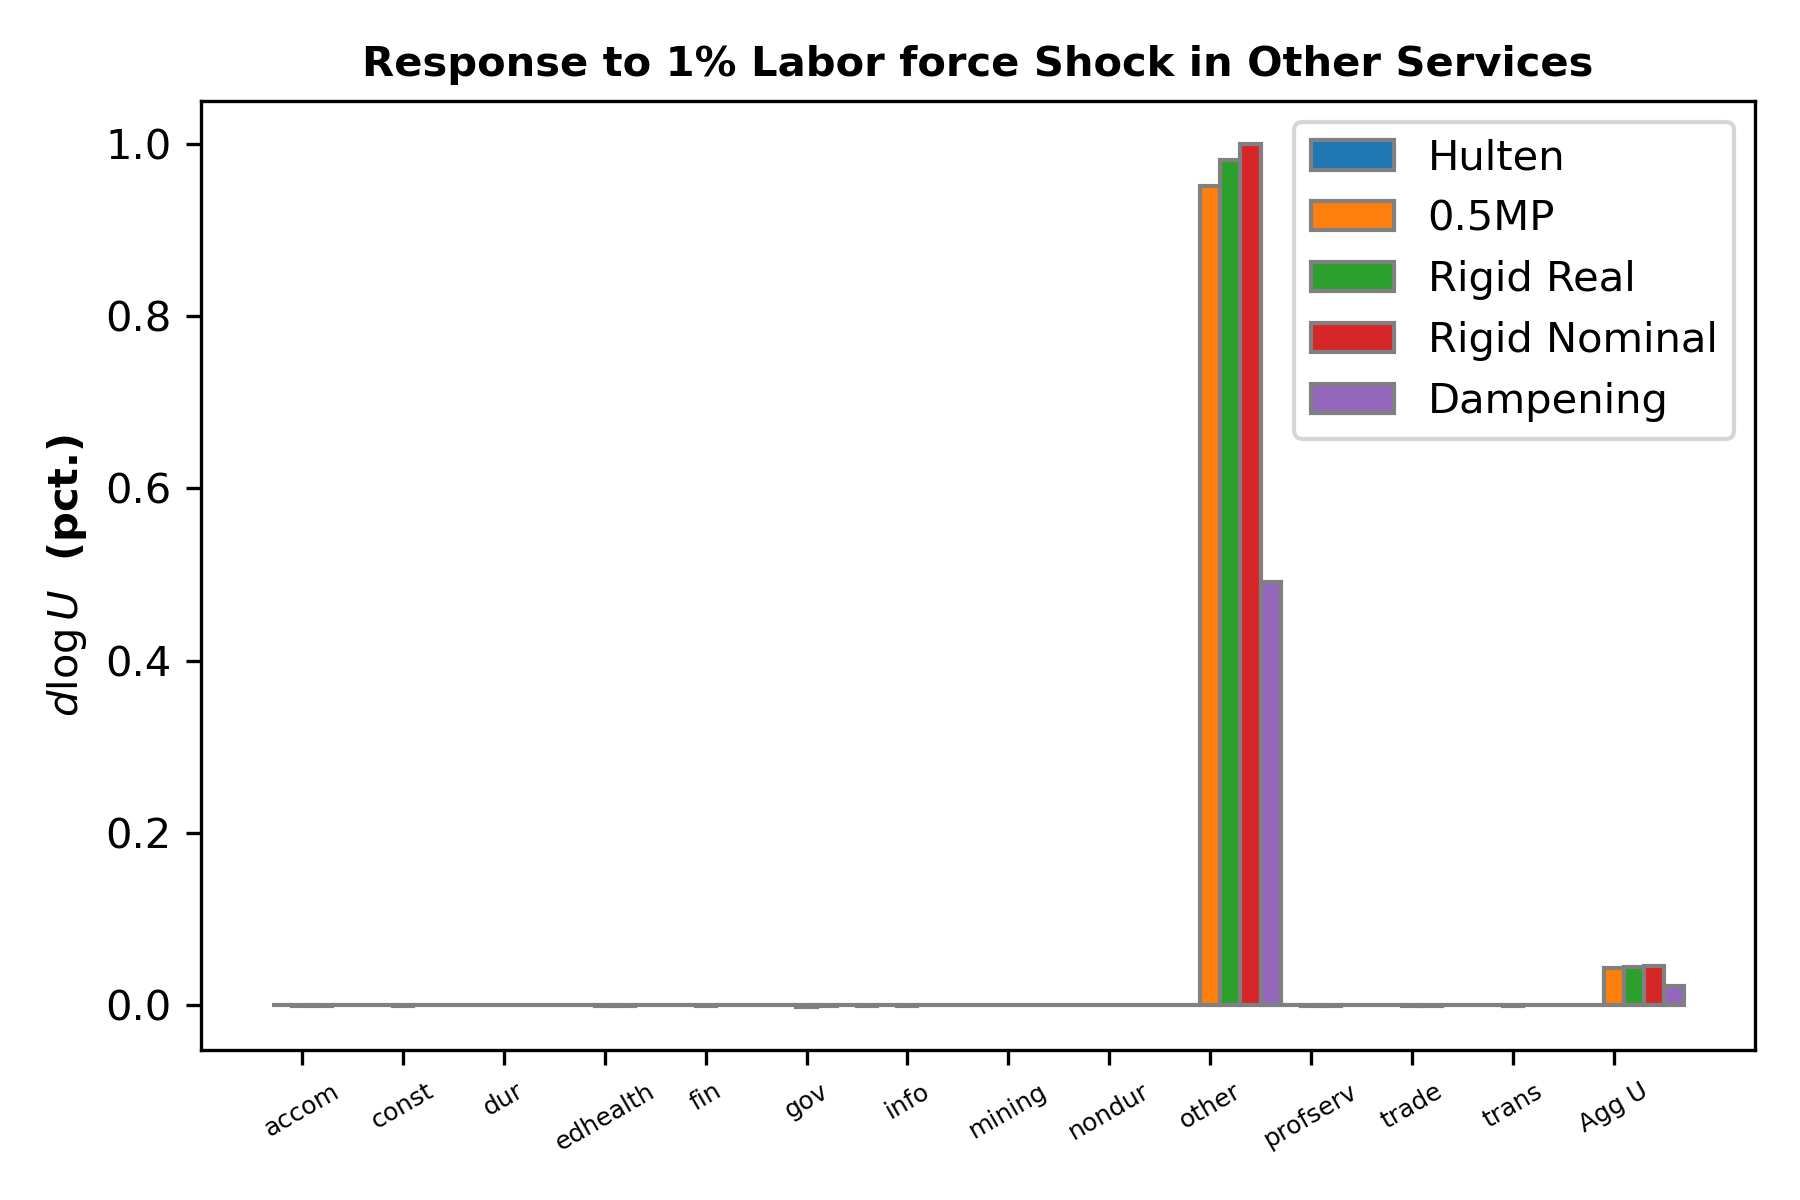 Response to 1% Labor force Shock in Other Services
Hulten
0.5MP
Rigid Real
Rigid Nominal
Dampening
dlog U (pct.)
1.0
0.8
0.6
0.4
0.2
0.0
accom const dur edhealth fin gov info mining nondur other profserv trade trans Agg U